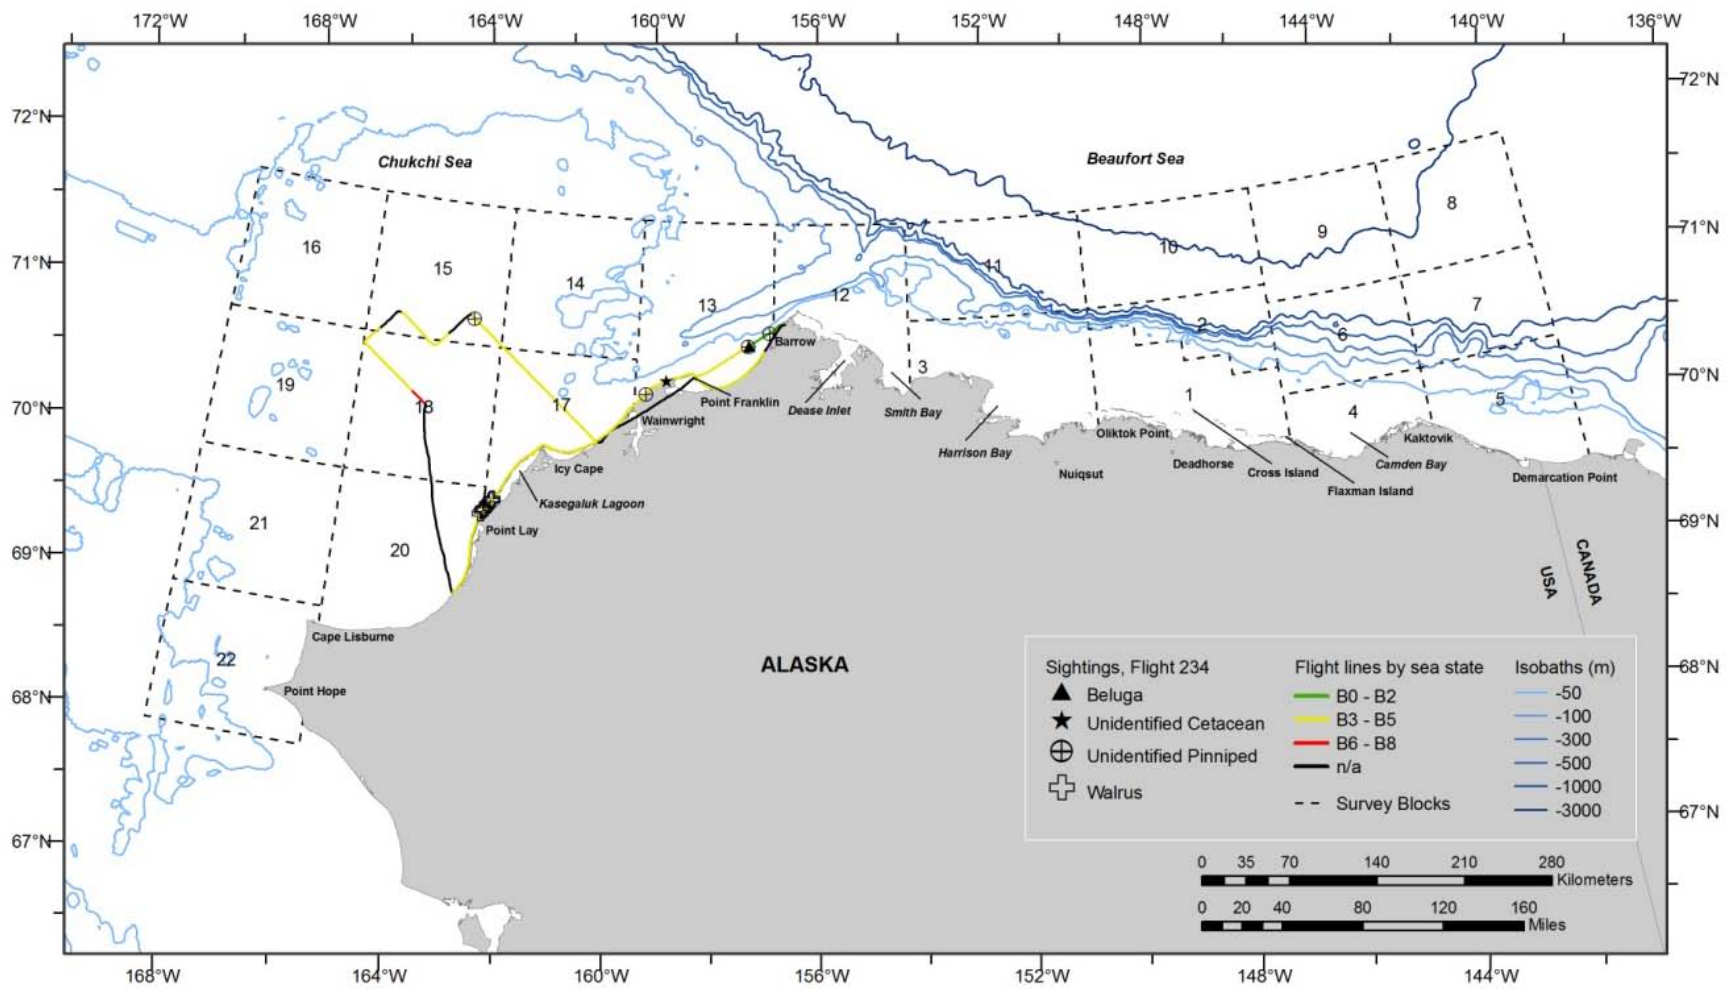 172°W 168°W 164°W 160°W 156°W 152°W 148°W 144°W 140°W 136°W
72°N 72°N
Chukchi Sea Beaufort Sea
8
9
16 10
71°N 71°N
15 11
14 12
13 7
2 6
Barrow
70°N 70°N
19 3
18 17 Point Franklin Dease Inlet Smith Bay 1 4 5
Wainwright Oliktok Point Kaktovik
Harrison Bay
Icy Cape Nuiqsut Deadhorse Cross Island Camden Bay
Kasegaluk Lagoon Flaxman Island Demarcation Point
69°N 69°N
21 Point Lay
20
USA CANADA
Cape Lisburne
22
Point Hope
68°N 68°N
ALASKA
Sightings, Flight 234
Beluga
Unidentified Cetacean
Unidentified Pinniped
Walrus
Flight lines by sea state
B0 - B2
B3 - B5
B6 - B8
n/a
Survey Blocks
Isobaths (m)
-50
-100
-300
-500
-1000
-3000
67°N 67°N
0 35 70 140 210 280
Kilometers
0 20 40 80 120 160
Miles
168°W 164°W 160°W 156°W 152°W 148°W 144°W